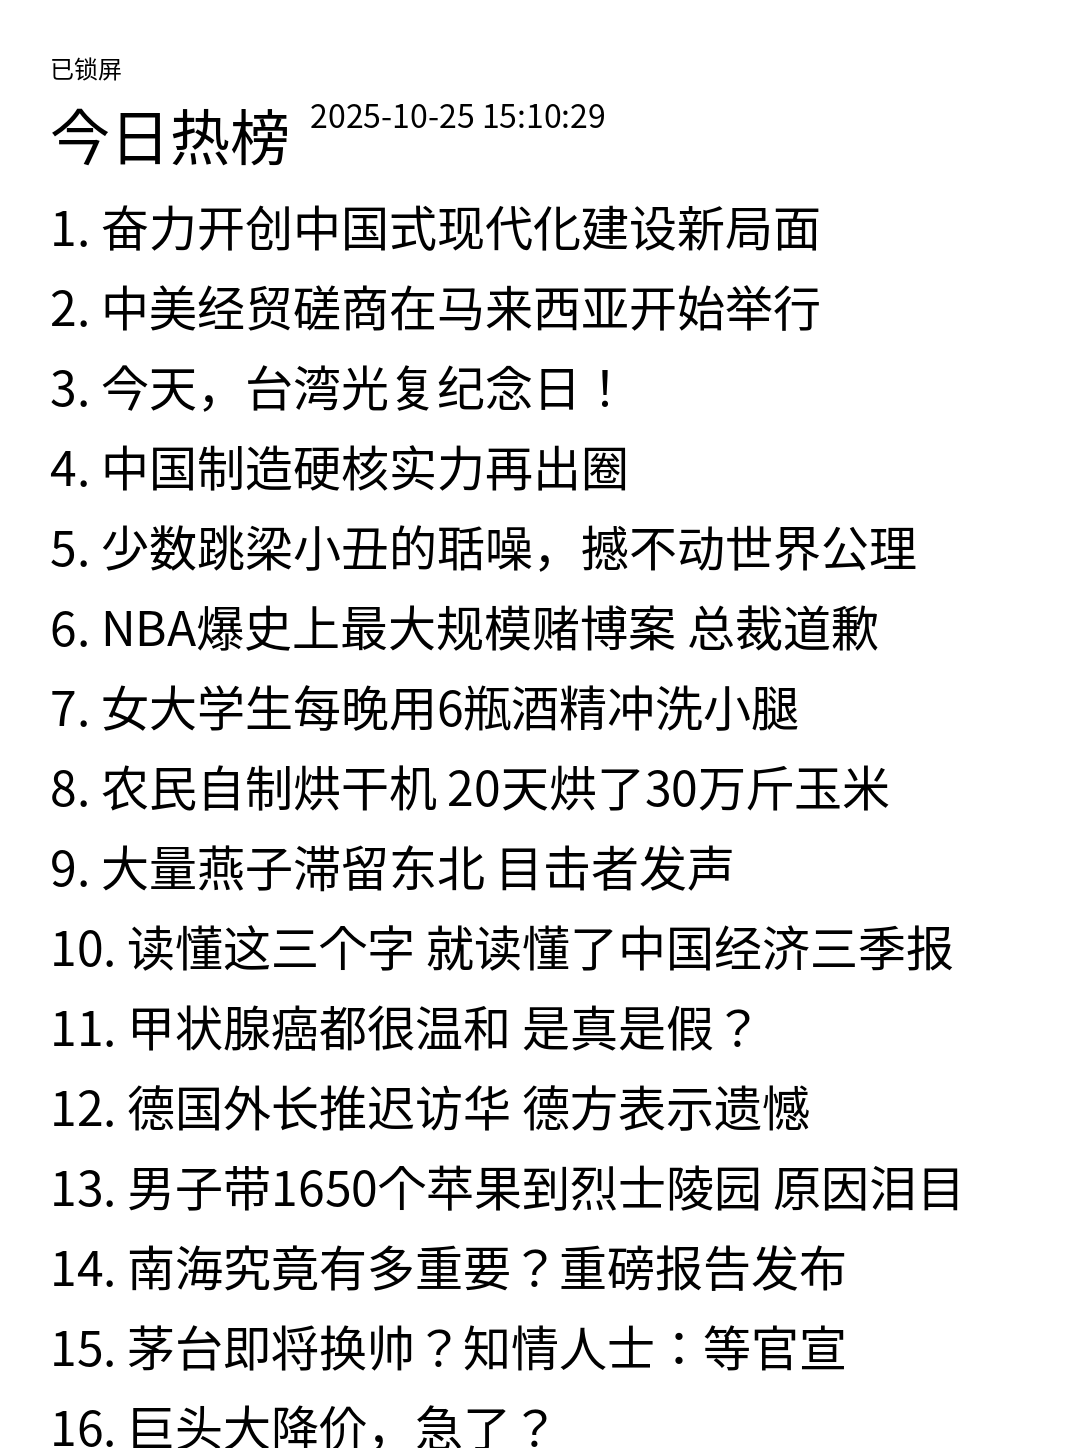 已锁屏
今日热榜 2025-10-25 15:10:29
1. 奋力开创中国式现代化建设新局面
2. 中美经贸磋商在马来西亚开始举行
3. 今天，台湾光复纪念日！
4. 中国制造硬核实力再出圈
5. 少数跳梁小丑的聒噪，撼不动世界公理
6. NBA爆史上最大规模赌博案 总裁道歉
7. 女大学生每晚用6瓶酒精冲洗小腿
8. 农民自制烘干机 20天烘了30万斤玉米
9. 大量燕子滞留东北 目击者发声
10. 读懂这三个字 就读懂了中国经济三季报
11. 甲状腺癌都很温和 是真是假？
12. 德国外长推迟访华 德方表示遗憾
13. 男子带1650个苹果到烈士陵园 原因泪目
14. 南海究竟有多重要？重磅报告发布
15. 茅台即将换帅？知情人士：等官宣
16. 巨头大降价，急了？